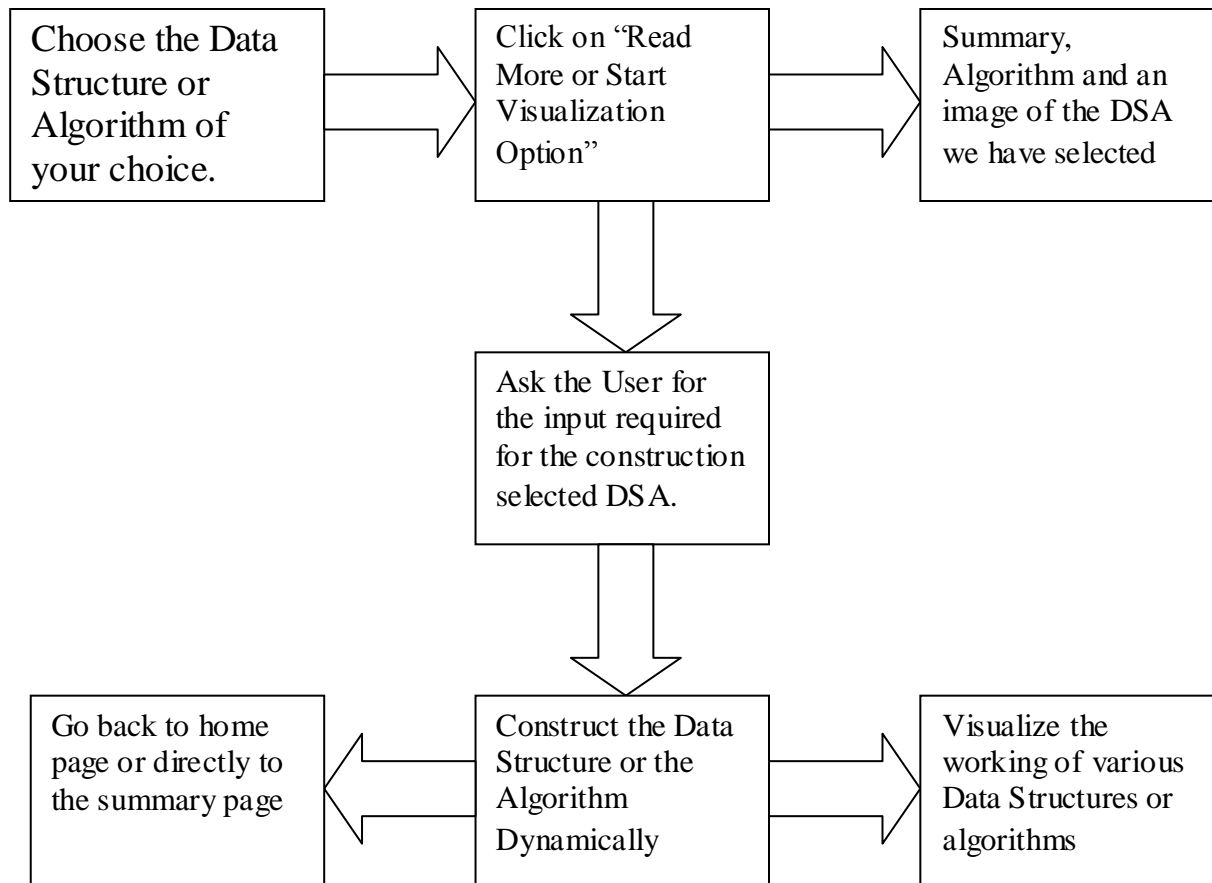 Choose the Data
Structure or
Algorithm of
your choice.
Click on “Read
More or Start
Visualization
Option”
Summary,
Algorithm and an
image of the DSA
we have selected
Ask the User for
the input required
for the construction
selected DSA.
Go back to home
page or directly to
the summary page
Construct the Data
Structure or the
Algorithm
Dynamically
Visualize the
working of various
Data Structures or
algorithms